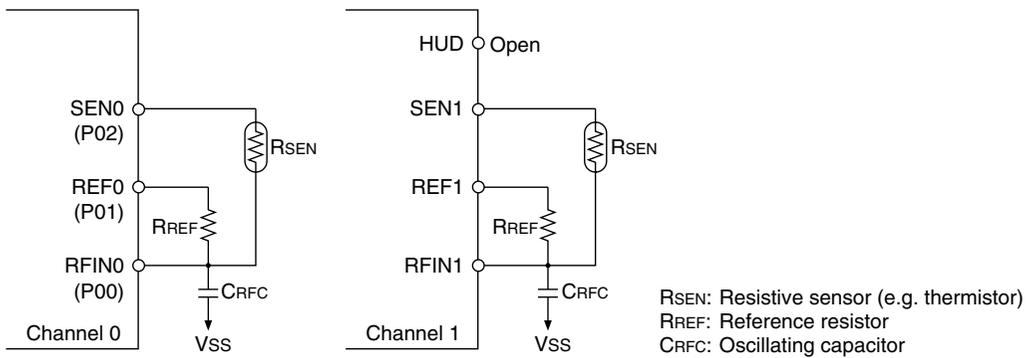 HUD Open
SEN0
(P02)
RSEN
SEN1
RSEN
REF0
(P01)
RREF
REF1
RREF
RFIN0
(P00)
CRFC
RFIN1
CRFC
Channel 0
VSS
Channel 1
VSS
RSEN: Resistive sensor (e.g. thermistor)
RREF: Reference resistor
CRFC: Oscillating capacitor